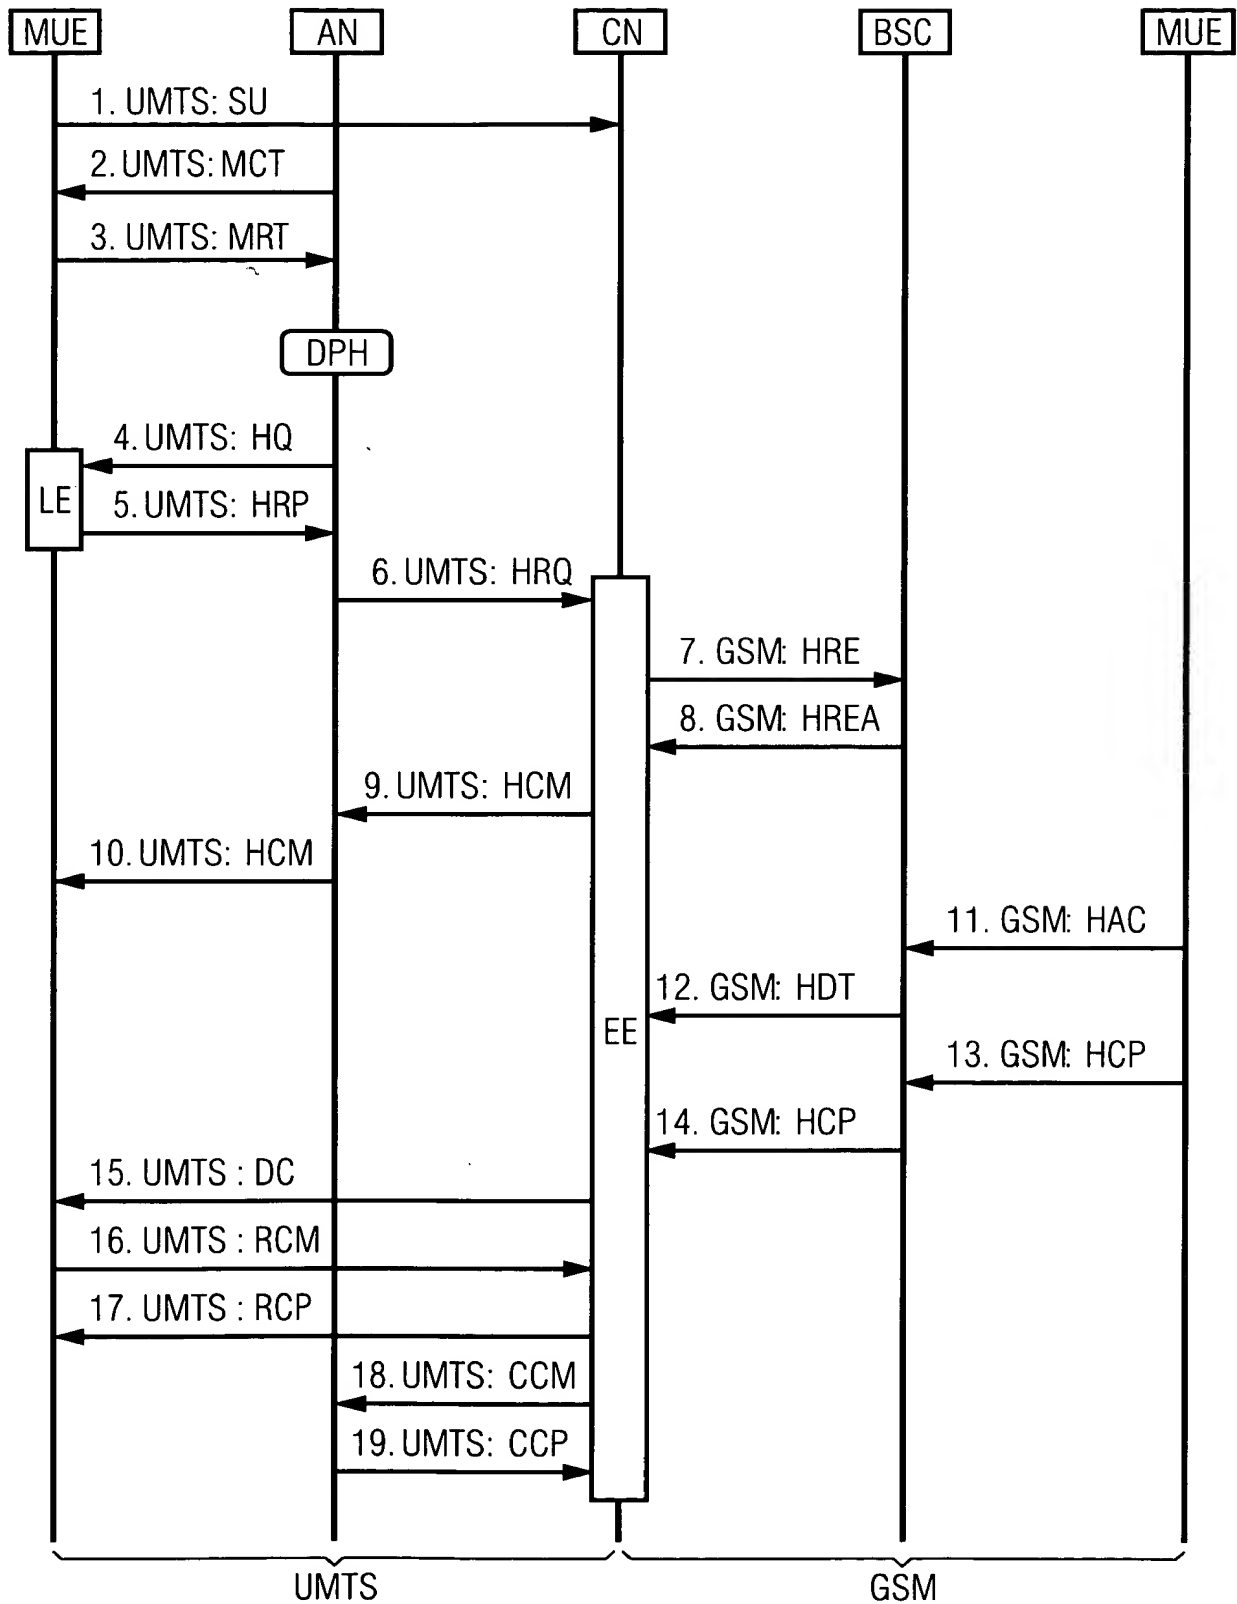 MUE AN CN BSC MUE
1. UMTS: SU
2. UMTS: MCT
3. UMTS: MRT
DPH
4. UMTS: HQ
LE
5. UMTS: HRP
6. UMTS: HRQ
7. GSM: HRE
8. GSM: HREA
9. UMTS: HCM
10. UMTS: HCM
11. GSM: HAC
12. GSM: HDT
EE
13. GSM: HCP
14. GSM: HCP
15. UMTS : DC
16. UMTS : RCM
17. UMTS : RCP
18. UMTS: CCM
19. UMTS: CCP
UMTS GSM